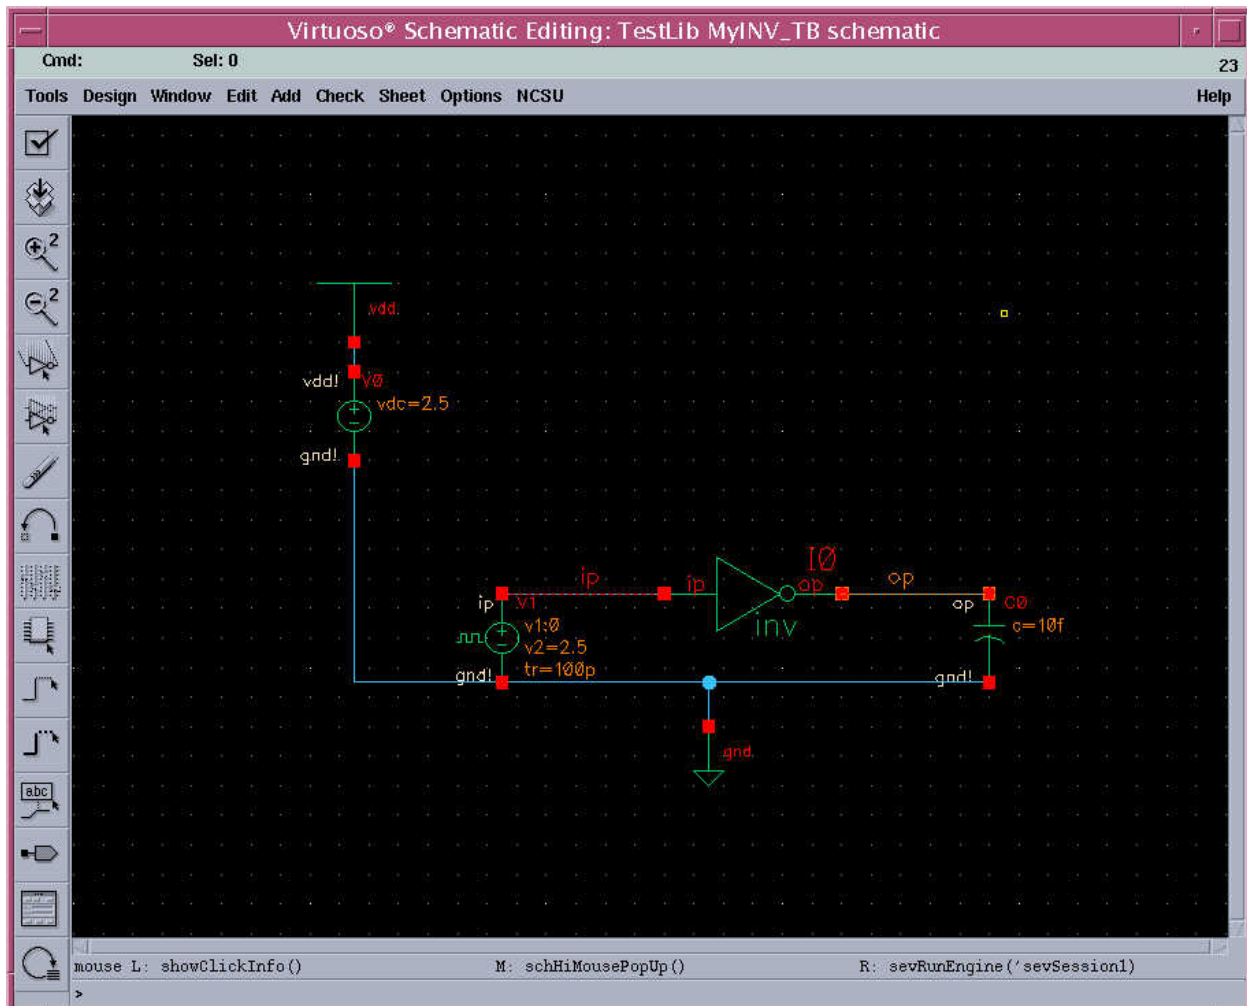 Virtuoso® Schematic Editing: TestLib MyINV_TB schematic
Cmd: Sel: 0 23
Tools Design Window Edit Add Check Sheet Options NCSU Help
2
2
vdd
vdd! V0
vdc=2.5
gnd!
I0
ip ip op op
ip V1 op C0
v1:0 inv c=10f
v2=2.5
gnd! tr=100p gnd!
gnd
abc
mouse L: showClickInfo() M: schHiMousePopUp() R: sevRunEngine('sevSession1)
>